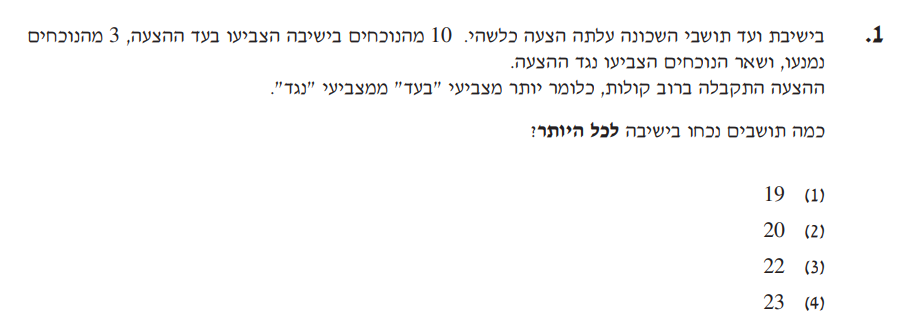 1. בישיבת ועד תושבי השכונה עלתה הצעה כלשהי. 10 מהנוכחים בישיבה הצביעו בעד ההצעה, 3 מהנוכחים
נמנעו, ושאר הנוכחים הצביעו נגד ההצעה.
ההצעה התקבלה ברוב קולות, כלומר יותר מצביעי "בעד" ממצביעי "נגד".
כמה תושבים נכחו בישיבה לכל היותר?
(1) 19
(2) 20
(3) 22
(4) 23